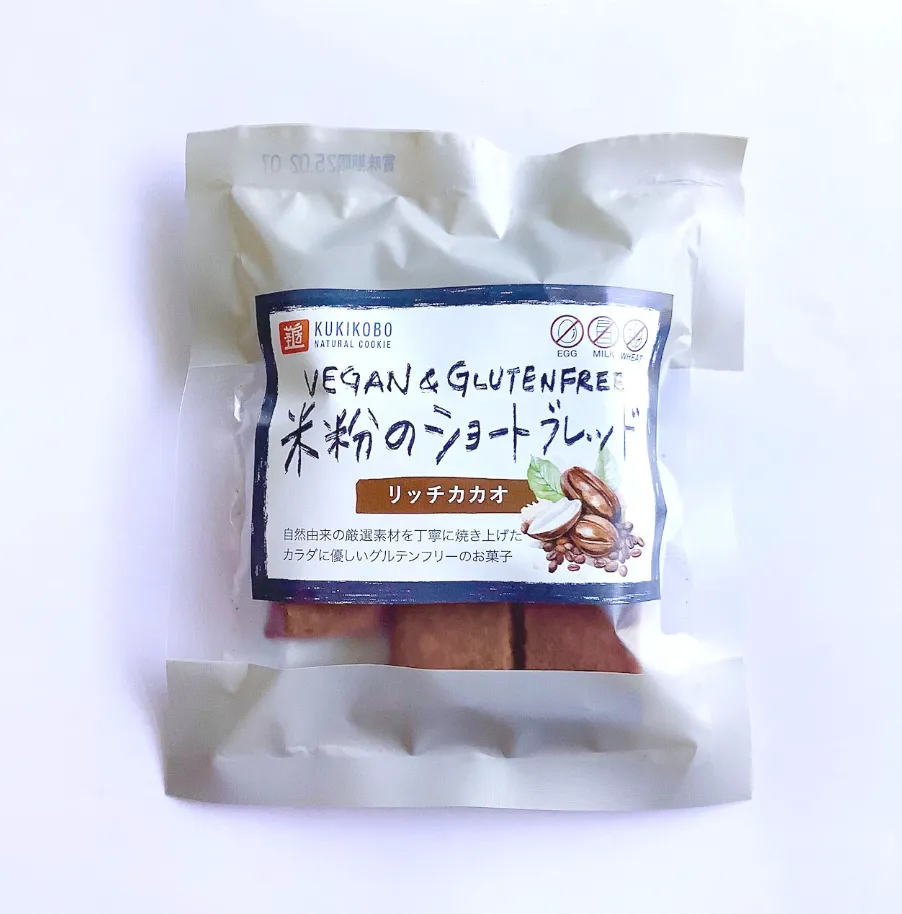 賞味期限25.02.07
KUKIKOBO
NATURAL COOKIE
EGG MILK WHEAT
VEGAN & GLUTENFREE
米粉のショートブレッド
リッチカカオ
自然由来の厳選素材を丁寧に焼き上げた
カラダに優しいグルテンフリーのお菓子